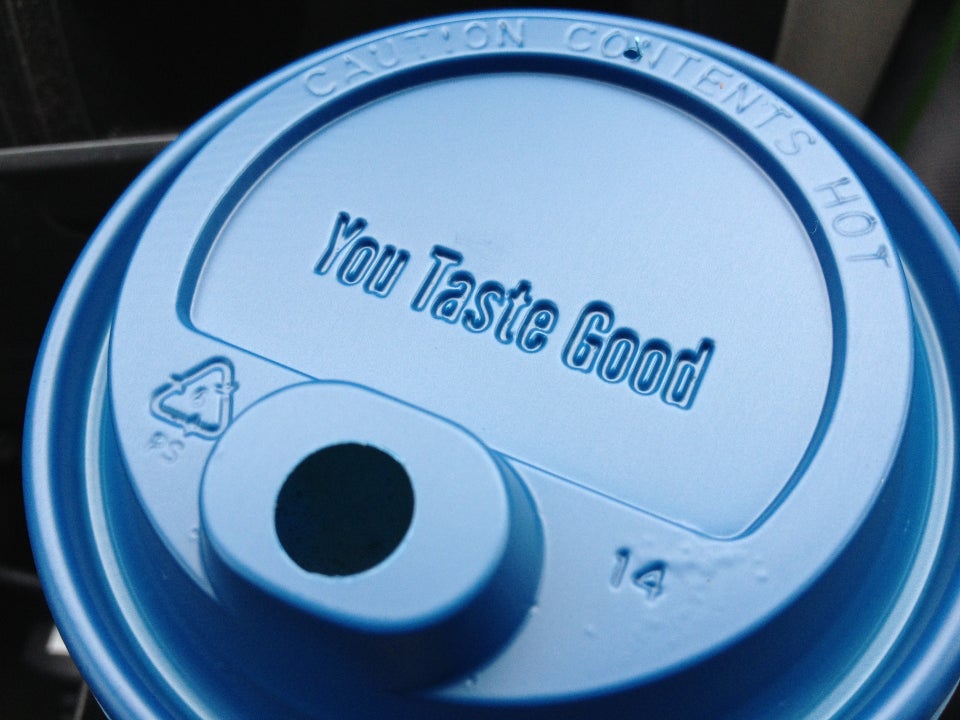 CAUTION CONTENTS HOT
You Taste Good
PS
14